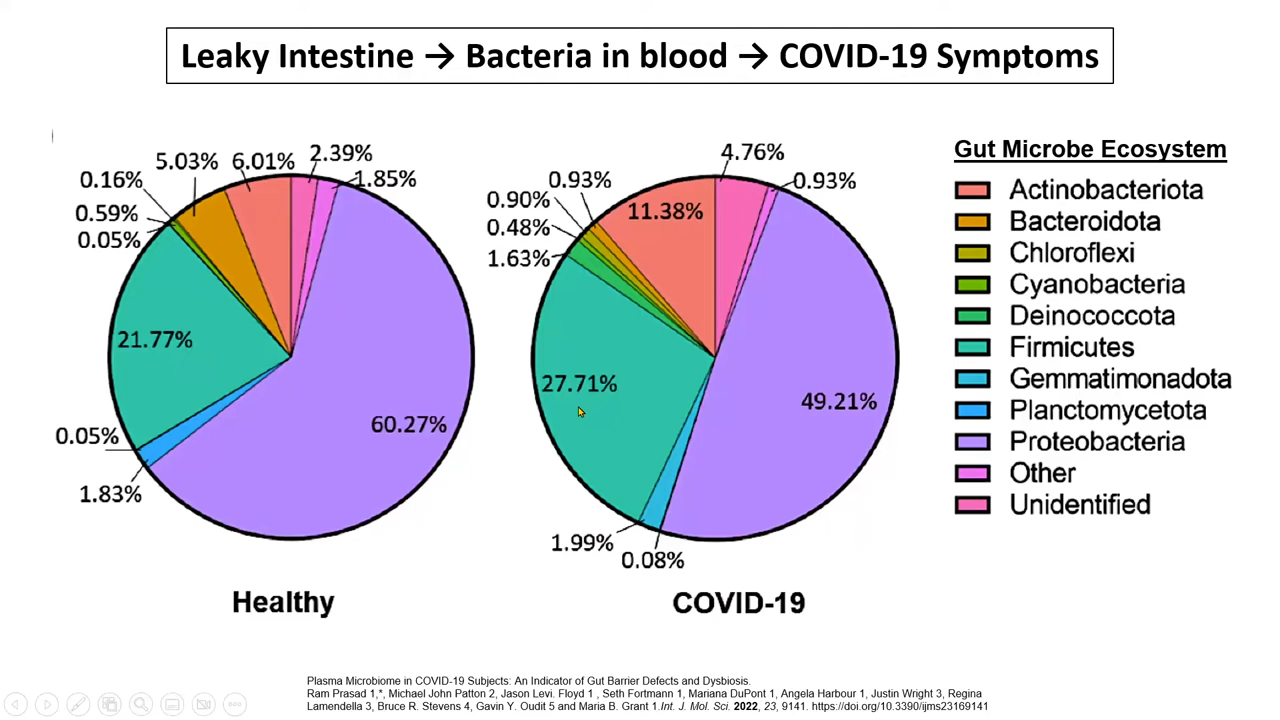 Leaky Intestine → Bacteria in blood → COVID-19 Symptoms
5.03%
6.01%
2.39%
0.16%
1.85%
0.59%
0.05%
21.77%
60.27%
0.05%
1.83%
Healthy
4.76%
0.93%
0.93%
0.90%
11.38%
0.48%
1.63%
27.71%
49.21%
1.99%
0.08%
COVID-19
Gut Microbe Ecosystem
Actinobacteriota
Bacteroidota
Chloroflexi
Cyanobacteria
Deinococcota
Firmicutes
Gemmatimonadota
Planctomycetota
Proteobacteria
Other
Unidentified
Plasma Microbiome in COVID-19 Subjects: An Indicator of Gut Barrier Defects and Dysbiosis.
Ram Prasad 1,*, Michael John Patton 2, Jason Levi. Floyd 1 , Seth Fortmann 1, Mariana DuPont 1, Angela Harbour 1, Justin Wright 3, Regina
Lamendella 3, Bruce R. Stevens 4, Gavin Y. Oudit 5 and Maria B. Grant 1.Int. J. Mol. Sci. 2022, 23, 9141. https://doi.org/10.3390/ijms23169141